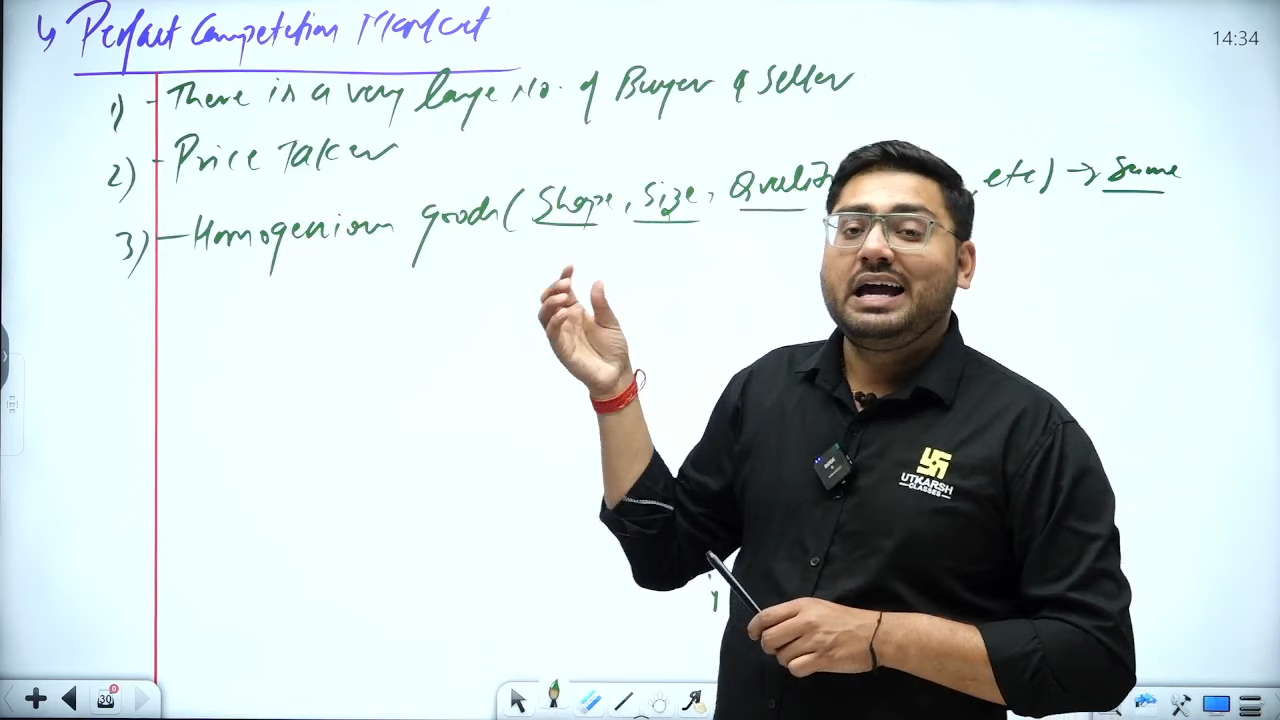 ↳ Perfect Competition Market
14:34
1) - There is a very large No. of Buyer & Seller
2) - Price Taker
3) - Homogenious goods ( Shape, Size, Quality , etc) → Same
UTKARSH
CLASSES
30